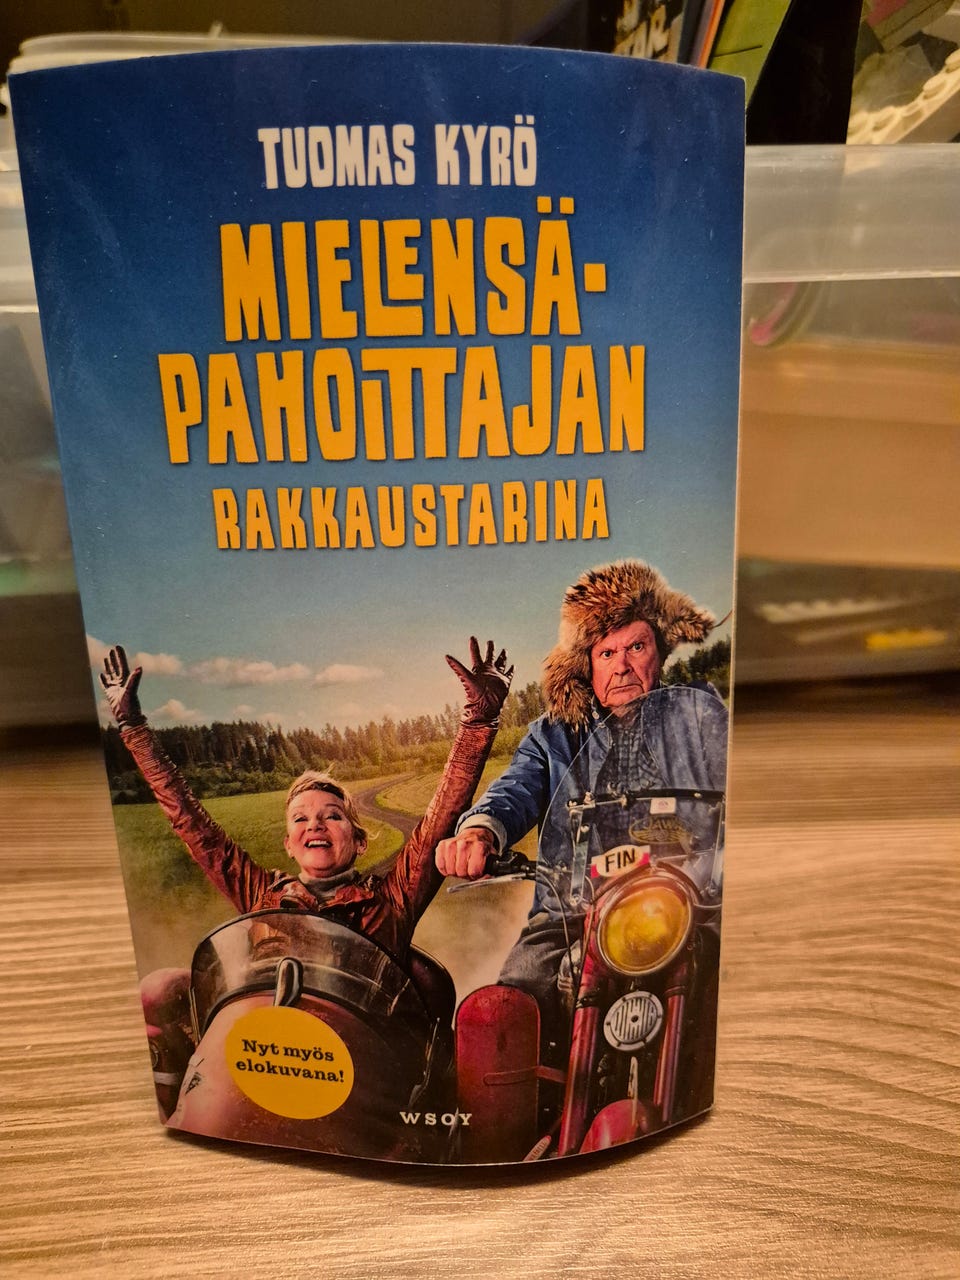 TUOMAS KYRÖ
MIELENSÄ-
PAHOITTAJAN
RAKKAUSTARINA
FIN
Nyt myös
elokuvana!
WSOY